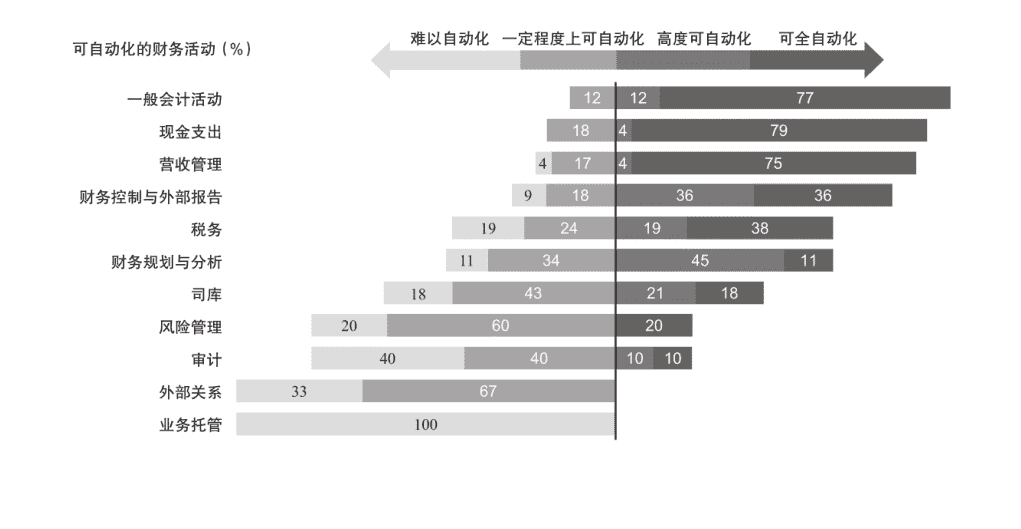 可自动化的财务活动（%）
难以自动化 一定程度上可自动化 高度可自动化 可全自动化
一般会计活动 12 12 77
现金支出 18 4 79
营收管理 4 17 4 75
财务控制与外部报告 9 18 36 36
税务 19 24 19 38
财务规划与分析 11 34 45 11
司库 18 43 21 18
风险管理 20 60 20
审计 40 40 10 10
外部关系 33 67
业务托管 100